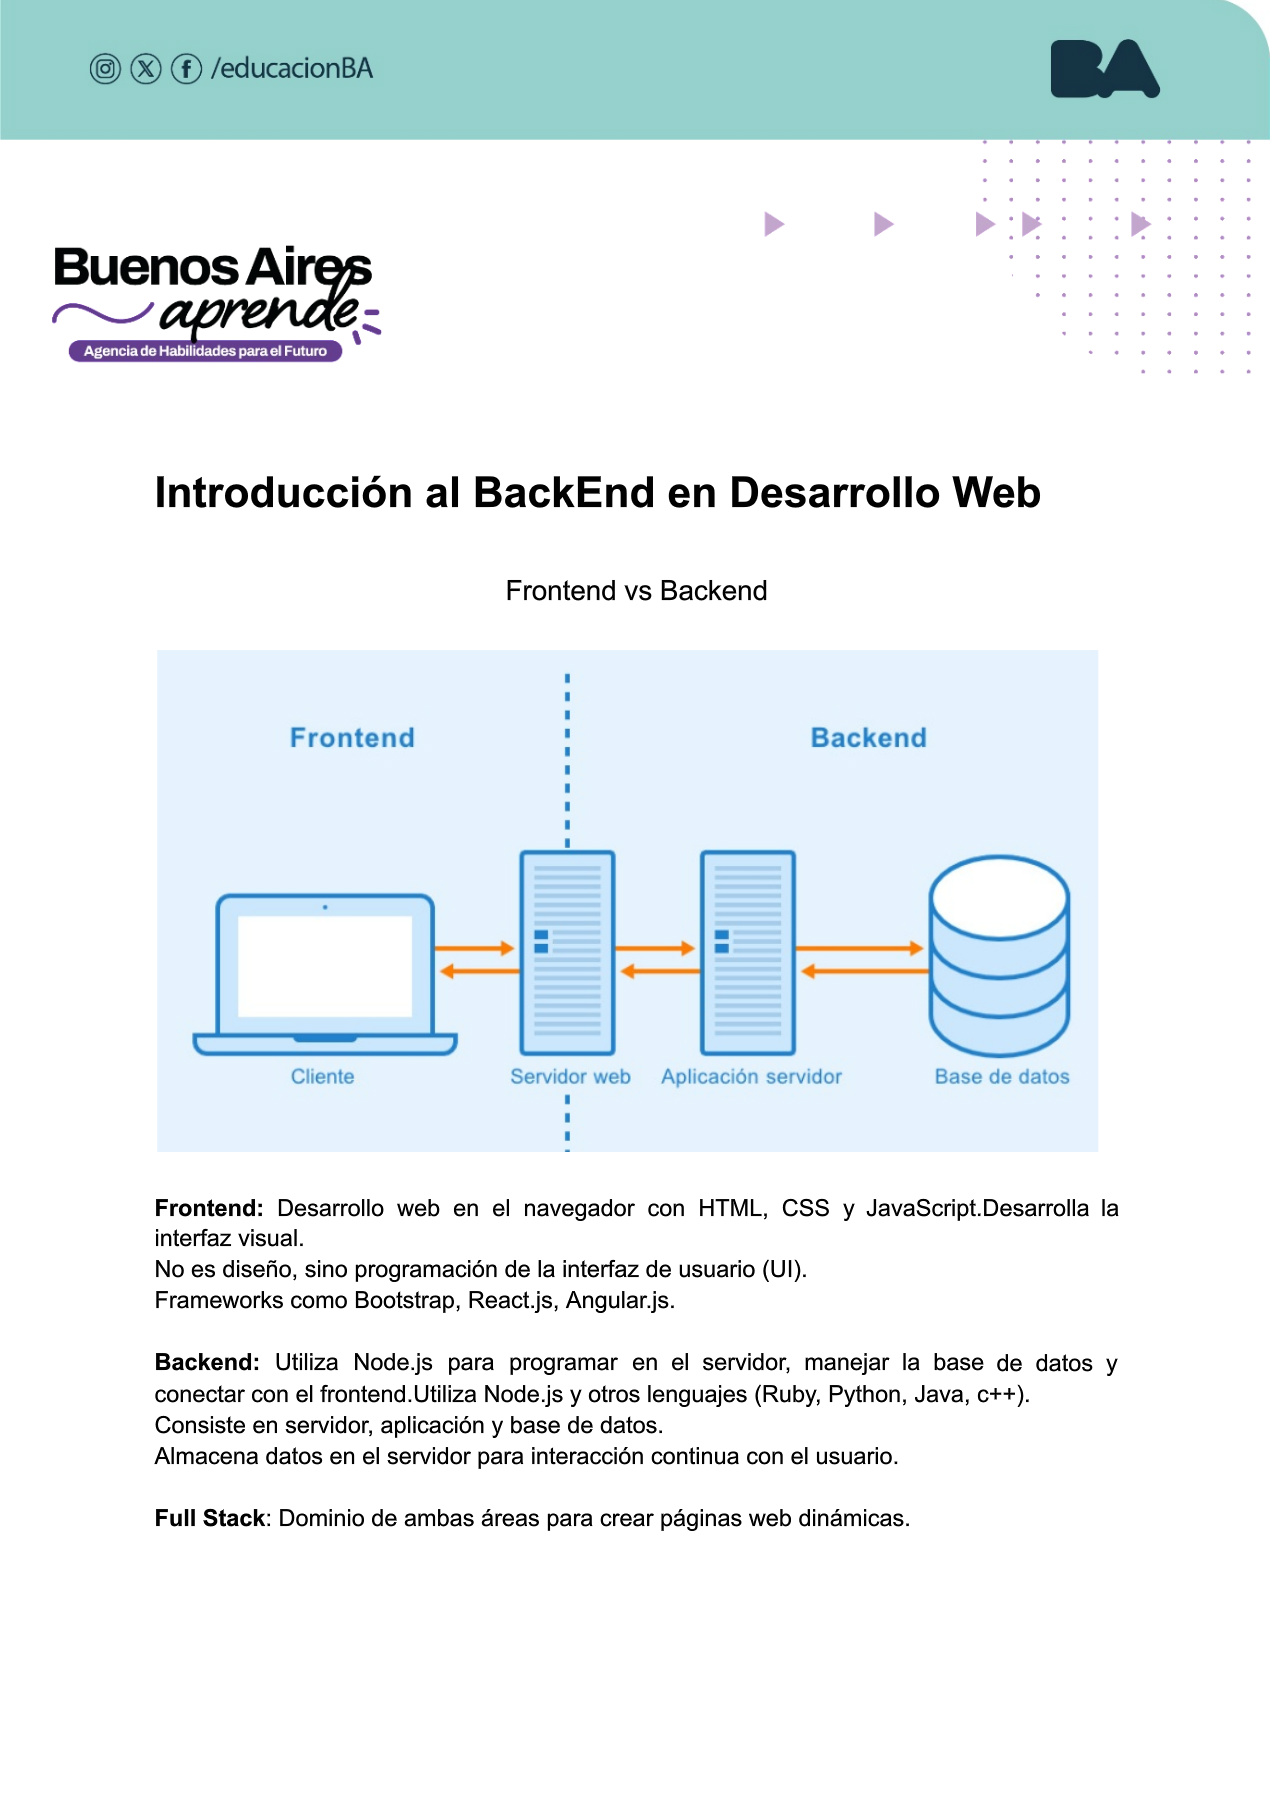 /educacionBA
BA
Buenos Aires
aprende
Agencia de Habilidades para el Futuro
Introducción al BackEnd en Desarrollo Web
Frontend vs Backend
Frontend
Backend
Cliente
Servidor web
Aplicación servidor
Base de datos
Frontend: Desarrollo web en el navegador con HTML, CSS y JavaScript.Desarrolla la
interfaz visual.
No es diseño, sino programación de la interfaz de usuario (UI).
Frameworks como Bootstrap, React.js, Angular.js.
Backend: Utiliza Node.js para programar en el servidor, manejar la base de datos y
conectar con el frontend.Utiliza Node.js y otros lenguajes (Ruby, Python, Java, c++).
Consiste en servidor, aplicación y base de datos.
Almacena datos en el servidor para interacción continua con el usuario.
Full Stack: Dominio de ambas áreas para crear páginas web dinámicas.